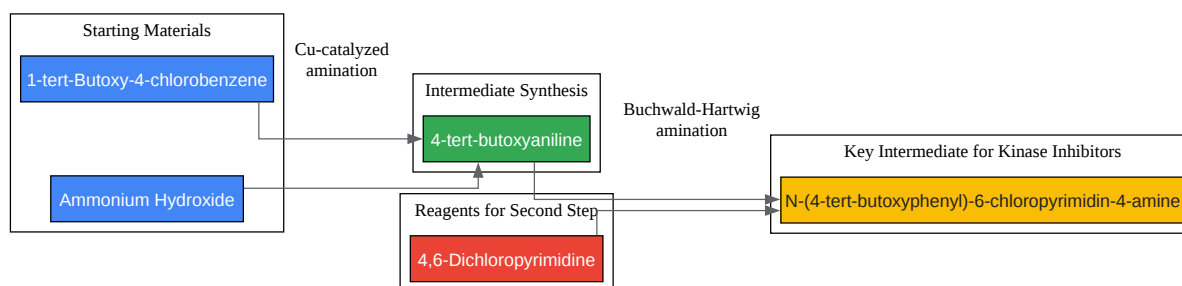 Starting Materials
1-tert-Butoxy-4-chlorobenzene
Ammonium Hydroxide
Cu-catalyzed
amination
Intermediate Synthesis
4-tert-butoxyaniline
Reagents for Second Step
4,6-Dichloropyrimidine
Buchwald-Hartwig
amination
Key Intermediate for Kinase Inhibitors
N-(4-tert-butoxyphenyl)-6-chloropyrimidin-4-amine